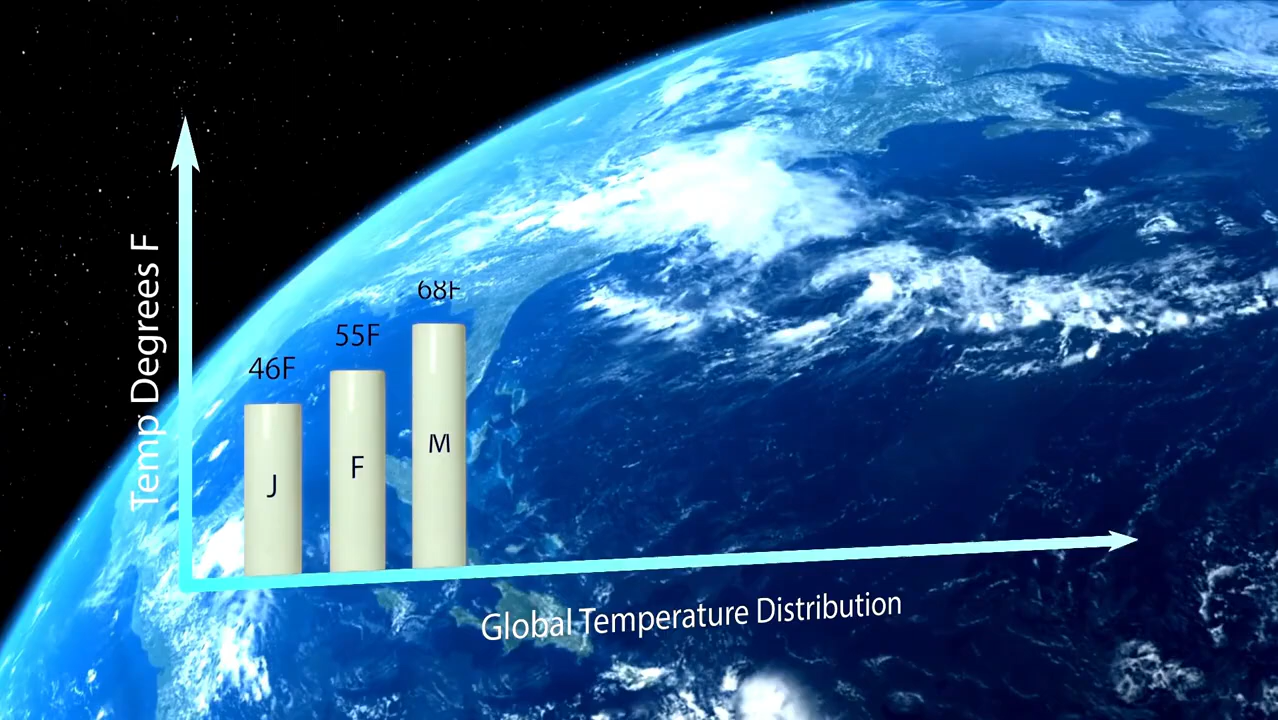 Temp Degrees F
46F
55F
68F
J
F
M
Global Temperature Distribution